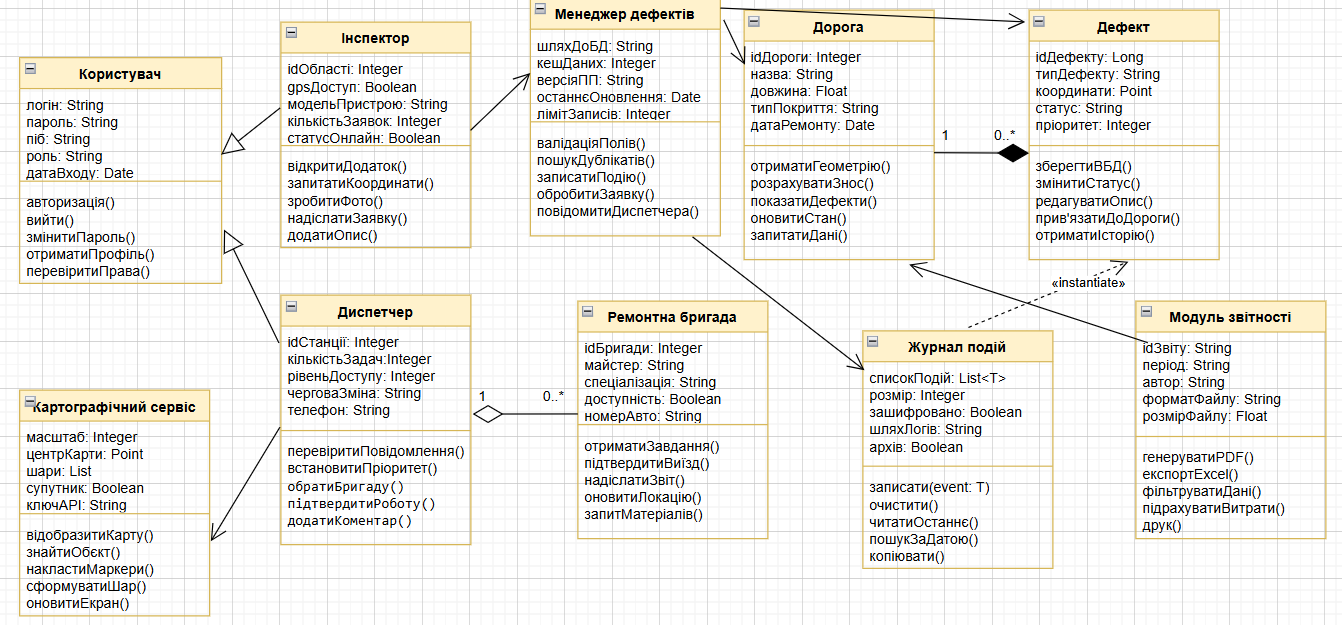 Користувач
логін: String
пароль: String
піб: String
роль: String
датаВходу: Date
авторизація()
вийти()
змінитиПароль()
отриматиПрофіль()
перевіритиПрава()
Інспектор
idОбласті: Integer
gpsДоступ: Boolean
модельПристрою: String
кількістьЗаявок: Integer
статусОнлайн: Boolean
відкритиДодаток()
запитатиКоординати()
зробитиФото()
надіслатиЗаявку()
додатиОпис()
Менеджер дефектів
шляхДоБД: String
кешДаних: Integer
версіяПП: String
останнєОновлення: Date
лімітЗаписів: Integer
валідаціяПолів()
пошукДублікатів()
записатиПодію()
обробитиЗаявку()
повідомитиДиспетчера()
Дорога
idДороги: Integer
назва: String
довжина: Float
типПокриття: String
датаРемонту: Date
отриматиГеометрію()
розрахуватиЗнос()
показатиДефекти()
оновитиСтан()
запитатиДані()
1
0..*
Дефект
idДефекту: Long
типДефекту: String
координати: Point
статус: String
пріоритет: Integer
зберегтиВБД()
змінитиСтатус()
редагуватиОпис()
прив'язатиДоДороги()
отриматиІсторію()
«instantiate»
Картографічний сервіс
масштаб: Integer
центрКарти: Point
шари: List
супутник: Boolean
ключAPI: String
відобразитиКарту()
знайтиОбєкт()
накластиМаркери()
сформуватиШар()
оновитиЕкран()
Диспетчер
idСтанції: Integer
кількістьЗадач:Integer
рівеньДоступу: Integer
черговаЗміна: String
телефон: String
перевіритиПовідомлення()
встановитиПріоритет()
обратиБригаду()
підтвердитиРоботу()
додатиКоментар()
1
0..*
Ремонтна бригада
idБригади: Integer
майстер: String
спеціалізація: String
доступність: Boolean
номерАвто: String
отриматиЗавдання()
підтвердитиВиїзд()
надіслатиЗвіт()
оновитиЛокацію()
запитМатеріалів()
Журнал подій
списокПодій: List<T>
розмір: Integer
зашифровано: Boolean
шляхЛогів: String
архів: Boolean
записати(event: T)
очистити()
читатиОстаннє()
пошукЗаДатою()
копіювати()
Модуль звітності
idЗвіту: String
період: String
автор: String
форматФайлу: String
розмірФайлу: Float
генеруватиPDF()
експортExcel()
фільтруватиДані()
підрахуватиВитрати()
друк()